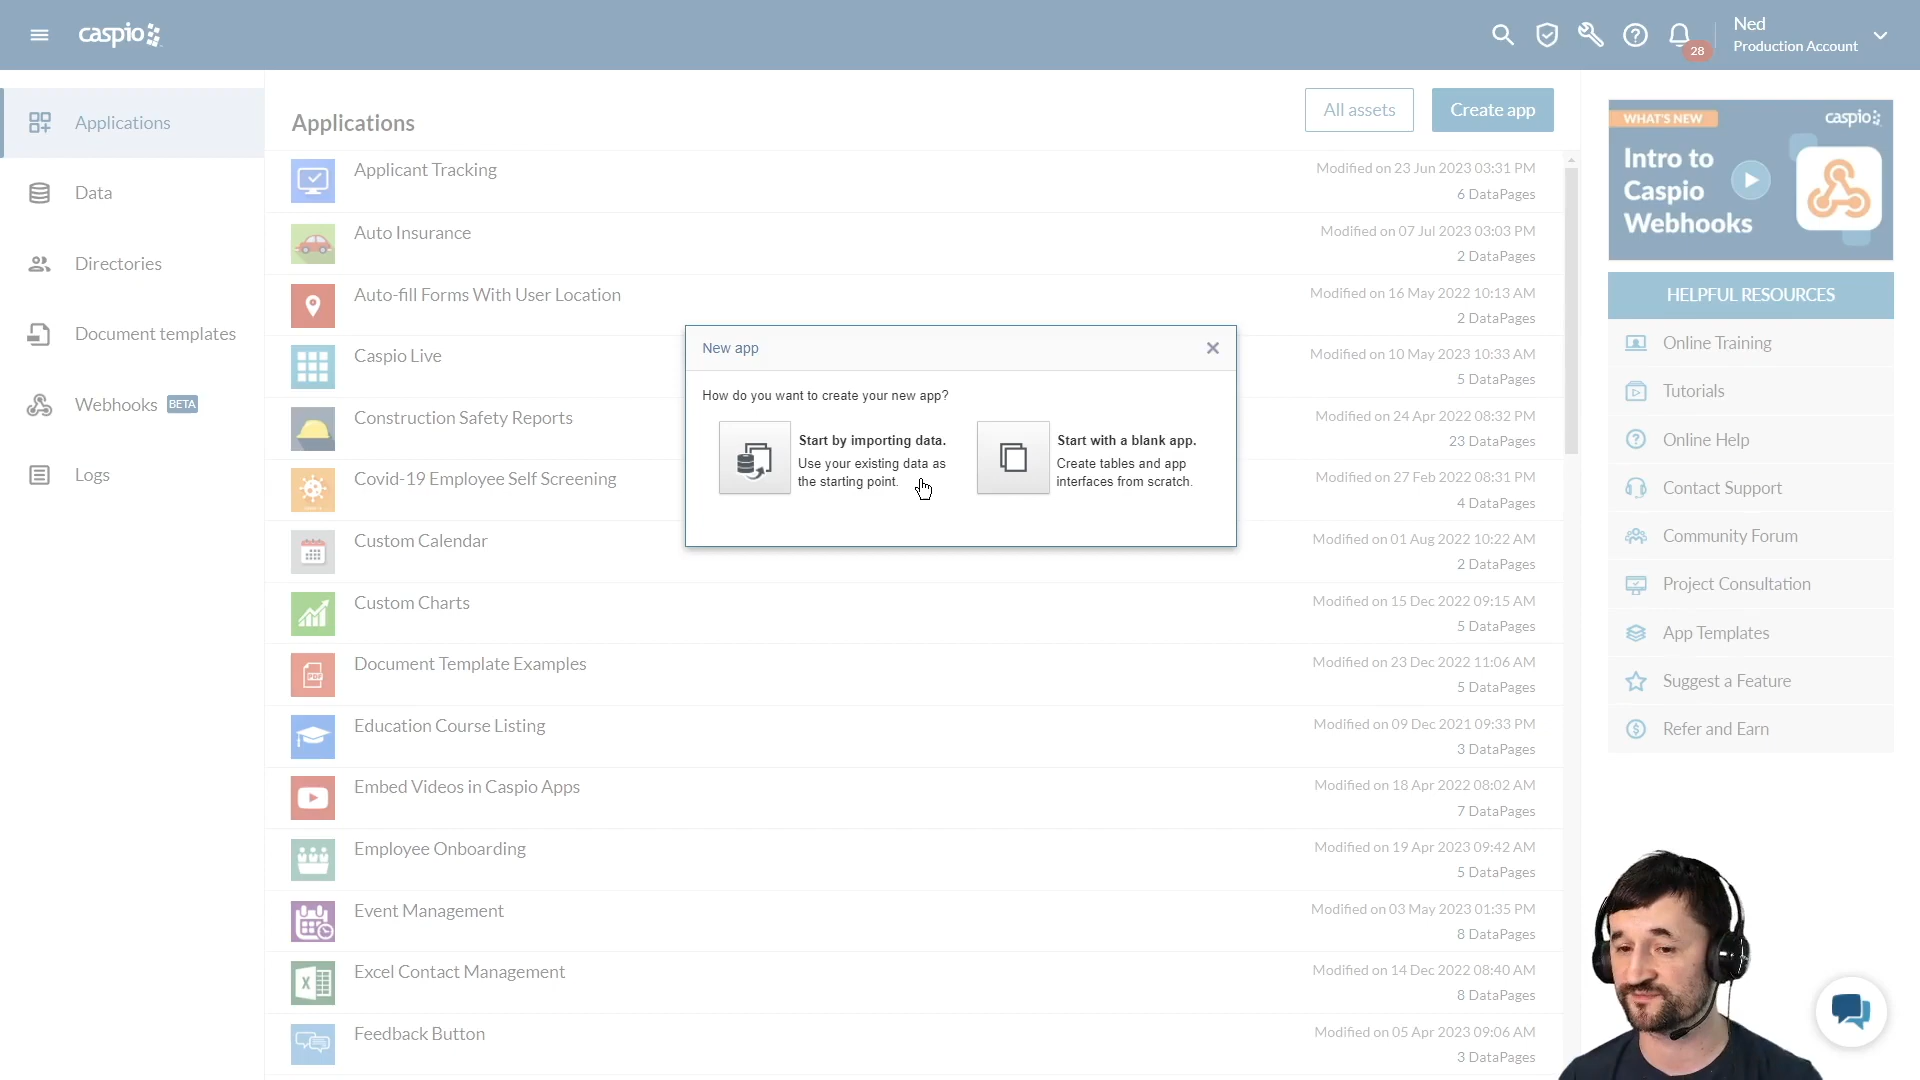 caspio
28
Ned
Production Account
Applications
Data
Directories
Document templates
Webhooks BETA
Logs
Applications
All assets
Create app
Applicant Tracking
Modified on 23 Jun 2023 03:31 PM
6 DataPages
Auto Insurance
Modified on 07 Jul 2023 03:03 PM
2 DataPages
Auto-fill Forms With User Location
Modified on 16 May 2022 10:13 AM
2 DataPages
Caspio Live
Modified on 10 May 2023 10:33 AM
5 DataPages
Construction Safety Reports
Modified on 24 Apr 2022 08:32 PM
23 DataPages
Covid-19 Employee Self Screening
Modified on 27 Feb 2022 08:31 PM
4 DataPages
Custom Calendar
Modified on 01 Aug 2022 10:22 AM
2 DataPages
Custom Charts
Modified on 15 Dec 2022 09:15 AM
5 DataPages
Document Template Examples
Modified on 23 Dec 2022 11:06 AM
5 DataPages
Education Course Listing
Modified on 09 Dec 2021 09:33 PM
3 DataPages
Embed Videos in Caspio Apps
Modified on 18 Apr 2022 08:02 AM
7 DataPages
Employee Onboarding
Modified on 19 Apr 2023 09:42 AM
5 DataPages
Event Management
Modified on 03 May 2023 01:35 PM
8 DataPages
Excel Contact Management
Modified on 14 Dec 2022 08:40 AM
8 DataPages
Feedback Button
Modified on 05 Apr 2023 09:06 AM
3 DataPages
New app
How do you want to create your new app?
Start by importing data.
Use your existing data as
the starting point.
Start with a blank app.
Create tables and app
interfaces from scratch.
WHAT'S NEW
caspio
Intro to
Caspio
Webhooks
HELPFUL RESOURCES
Online Training
Tutorials
Online Help
Contact Support
Community Forum
Project Consultation
App Templates
Suggest a Feature
Refer and Earn
PDF
X